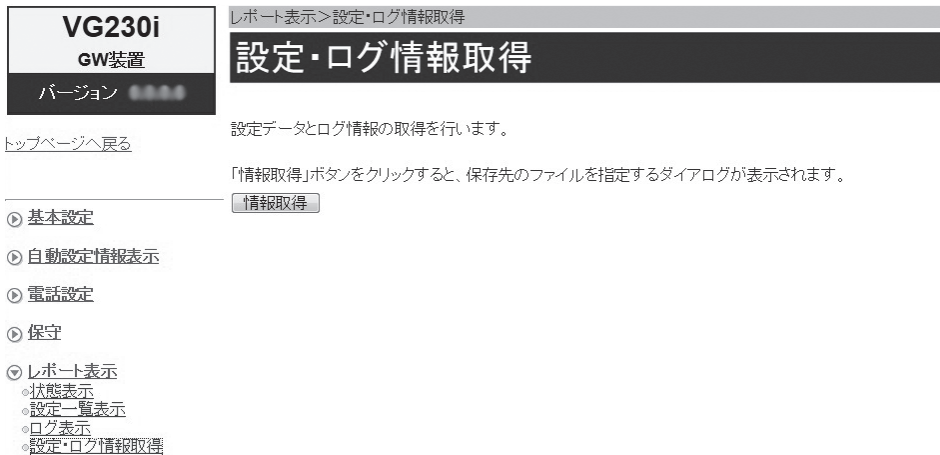 VG230i
GW装置
バージョン
トップページへ戻る
基本設定
自動設定情報表示
電話設定
保守
レポート表示
状態表示
設定一覧表示
ログ表示
設定・ログ情報取得
レポート表示＞設定・ログ情報取得
設定・ログ情報取得
設定データとログ情報の取得を行います。
「情報取得」ボタンをクリックすると、保存先のファイルを指定するダイアログが表示されます。
情報取得